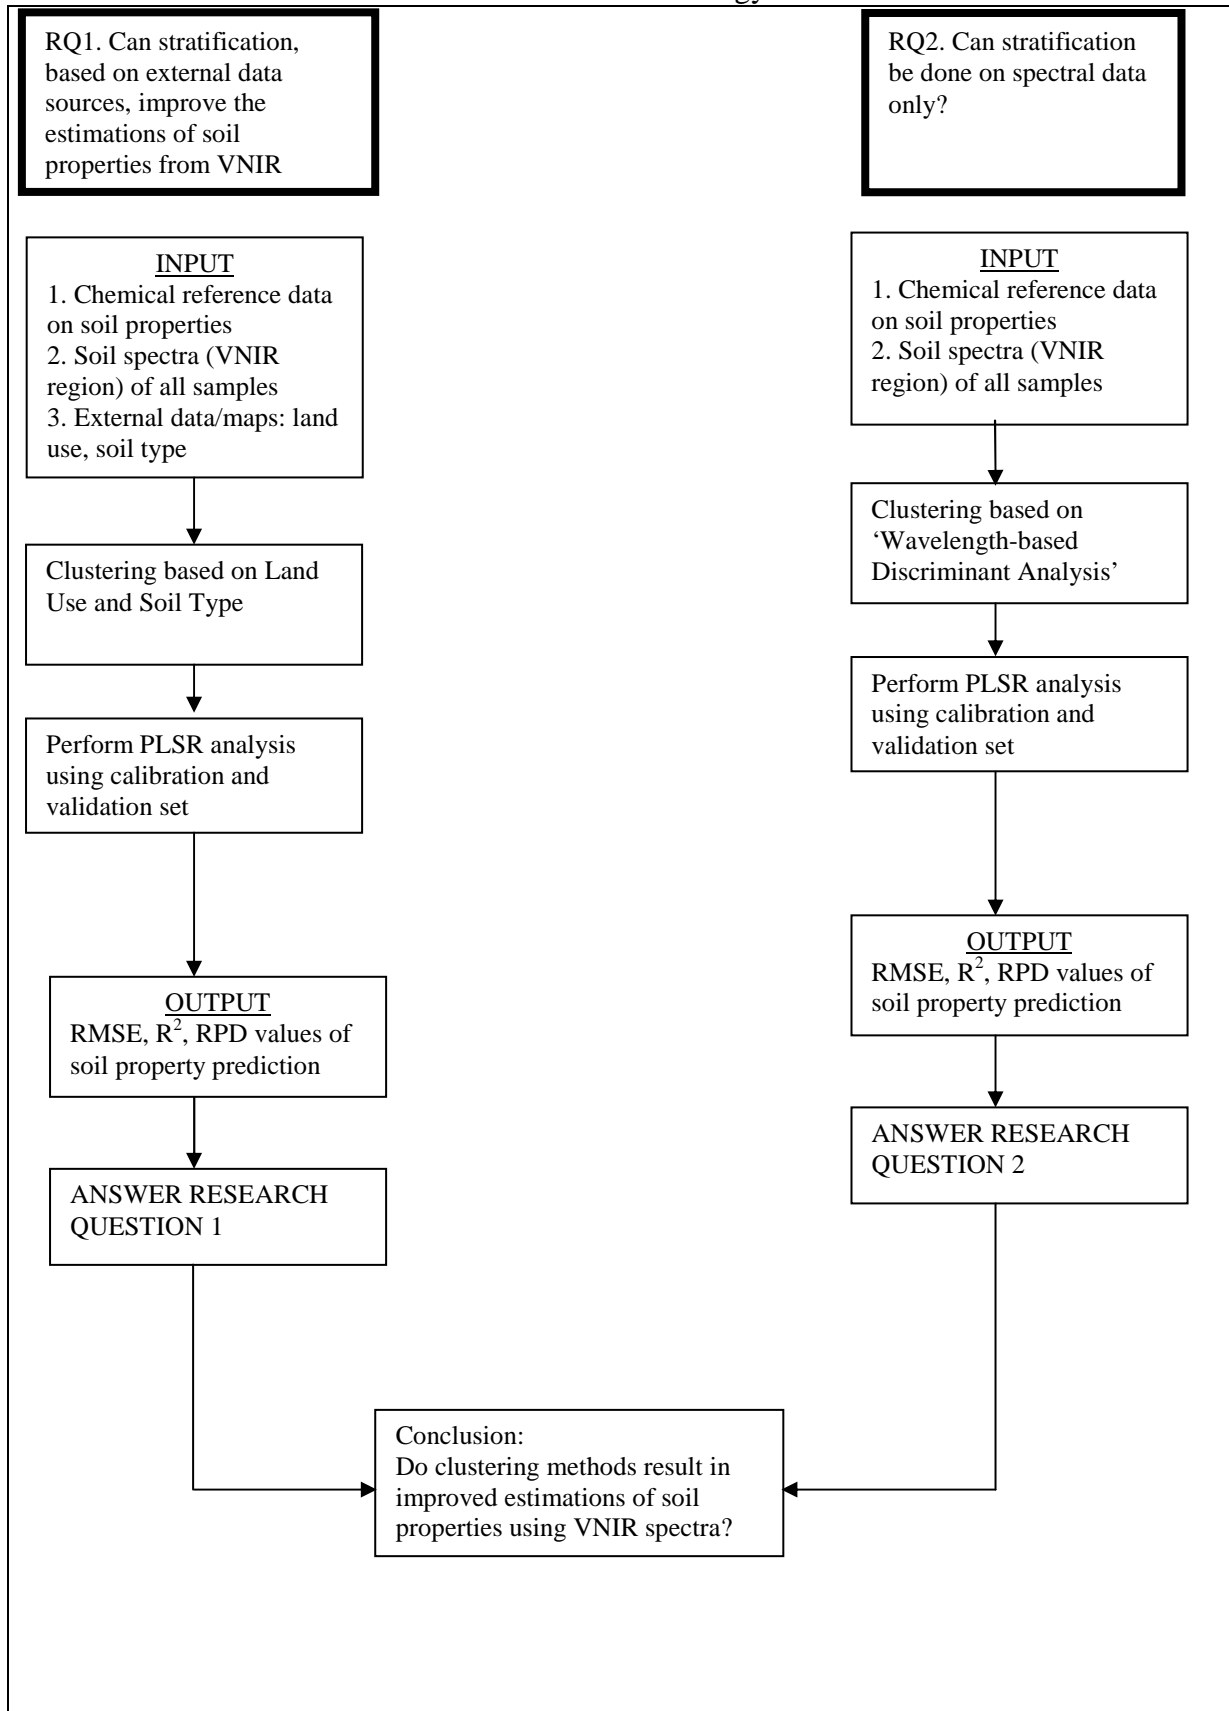 RQ1. Can stratification,
based on external data
sources, improve the
estimations of soil
properties from VNIR
RQ2. Can stratification
be done on spectral data
only?
INPUT
1. Chemical reference data
on soil properties
2. Soil spectra (VNIR
region) of all samples
3. External data/maps: land
use, soil type
INPUT
1. Chemical reference data
on soil properties
2. Soil spectra (VNIR
region) of all samples
Clustering based on Land
Use and Soil Type
Clustering based on
‘Wavelength-based
Discriminant Analysis’
Perform PLSR analysis
using calibration and
validation set
Perform PLSR analysis
using calibration and
validation set
OUTPUT
RMSE, R², RPD values of
soil property prediction
OUTPUT
RMSE, R², RPD values of
soil property prediction
ANSWER RESEARCH
QUESTION 1
ANSWER RESEARCH
QUESTION 2
Conclusion:
Do clustering methods result in
improved estimations of soil
properties using VNIR spectra?